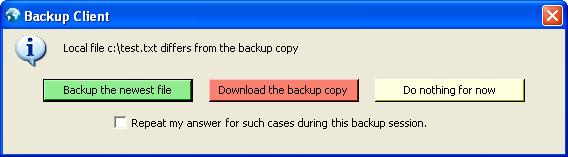 Backup Client
Local file c:\test.txt differs from the backup copy
Backup the newest file
Download the backup copy
Do nothing for now
Repeat my answer for such cases during this backup session.